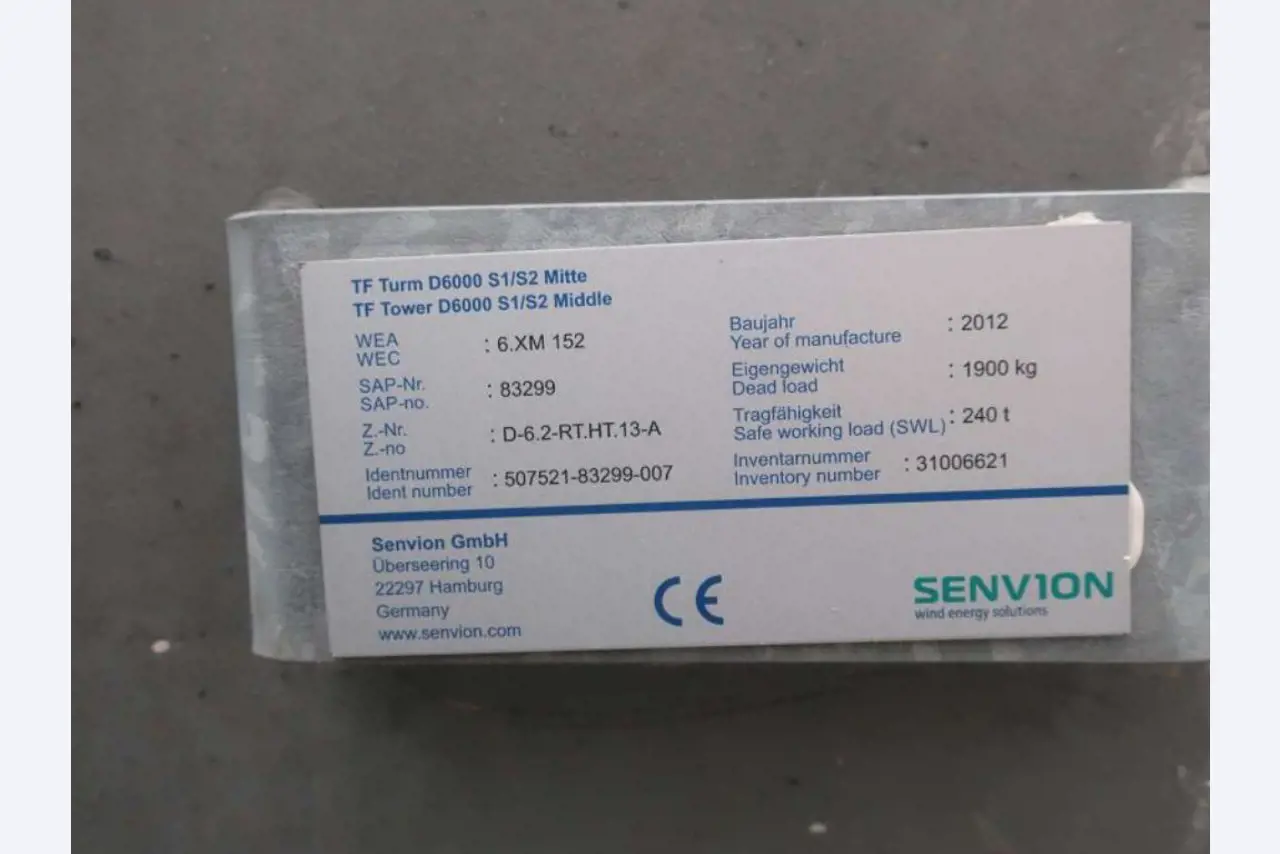 TF Turm D6000 S1/S2 Mitte
TF Tower D6000 S1/S2 Middle
WEA
WEC : 6.XM 152
SAP-Nr.
SAP-no. : 83299
Z.-Nr.
Z.-no : D-6.2-RT.HT.13-A
Identnummer
Ident number : 507521-83299-007
Baujahr
Year of manufacture : 2012
Eigengewicht
Dead load : 1900 kg
Tragfähigkeit
Safe working load (SWL) : 240 t
Inventarnummer
Inventory number : 31006621
Senvion GmbH
Überseering 10
22297 Hamburg
Germany
www.senvion.com
CE
SENVION
wind energy solutions